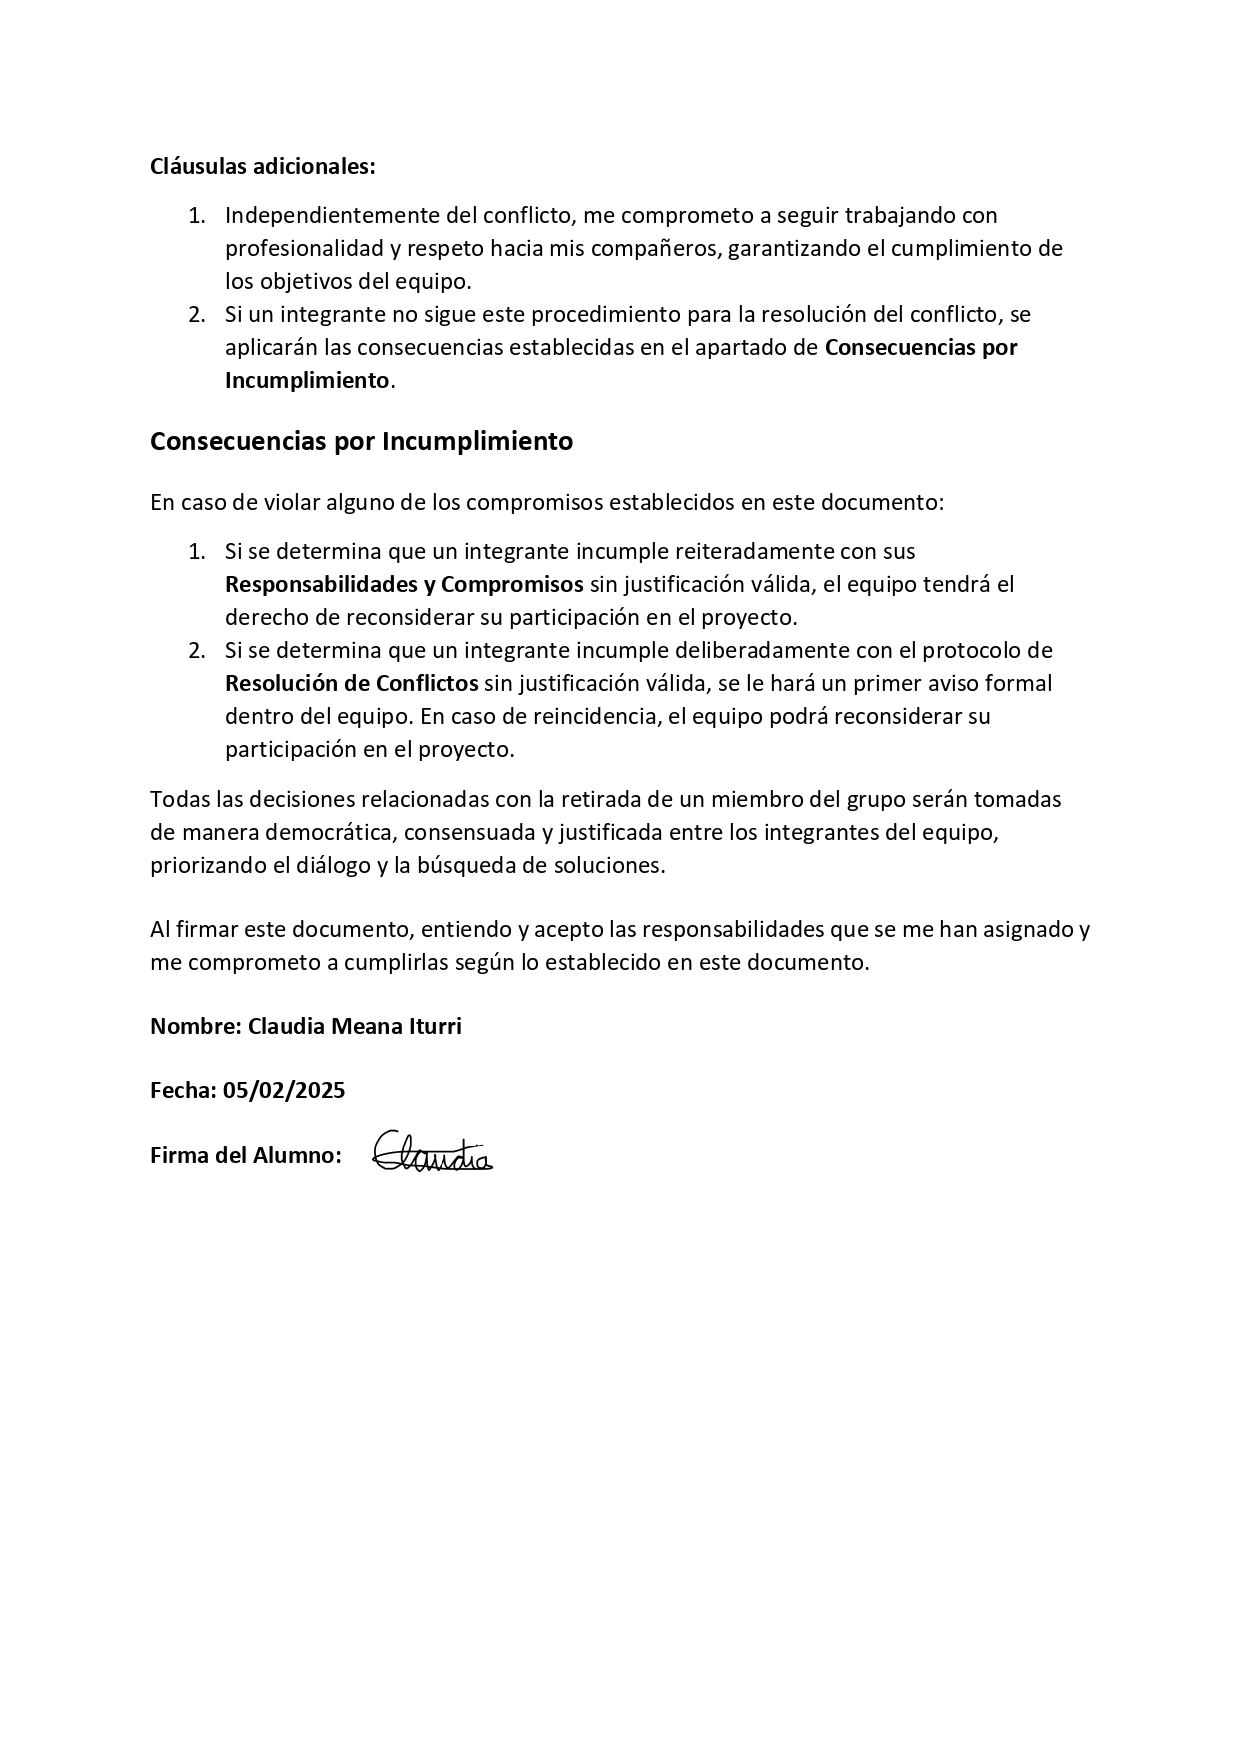 Cláusulas adicionales:
1. Independientemente del conflicto, me comprometo a seguir trabajando con
profesionalidad y respeto hacia mis compañeros, garantizando el cumplimiento de
los objetivos del equipo.
2. Si un integrante no sigue este procedimiento para la resolución del conflicto, se
aplicarán las consecuencias establecidas en el apartado de Consecuencias por
Incumplimiento.
Consecuencias por Incumplimiento
En caso de violar alguno de los compromisos establecidos en este documento:
1. Si se determina que un integrante incumple reiteradamente con sus
Responsabilidades y Compromisos sin justificación válida, el equipo tendrá el
derecho de reconsiderar su participación en el proyecto.
2. Si se determina que un integrante incumple deliberadamente con el protocolo de
Resolución de Conflictos sin justificación válida, se le hará un primer aviso formal
dentro del equipo. En caso de reincidencia, el equipo podrá reconsiderar su
participación en el proyecto.
Todas las decisiones relacionadas con la retirada de un miembro del grupo serán tomadas
de manera democrática, consensuada y justificada entre los integrantes del equipo,
priorizando el diálogo y la búsqueda de soluciones.
Al firmar este documento, entiendo y acepto las responsabilidades que se me han asignado y
me comprometo a cumplirlas según lo establecido en este documento.
Nombre: Claudia Meana Iturri
Fecha: 05/02/2025
Firma del Alumno: Claudia